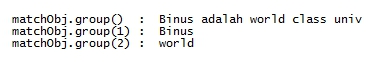 matchObj.group()  :  Binus adalah world class univ
matchObj.group(1) :  Binus
matchObj.group(2) :  world